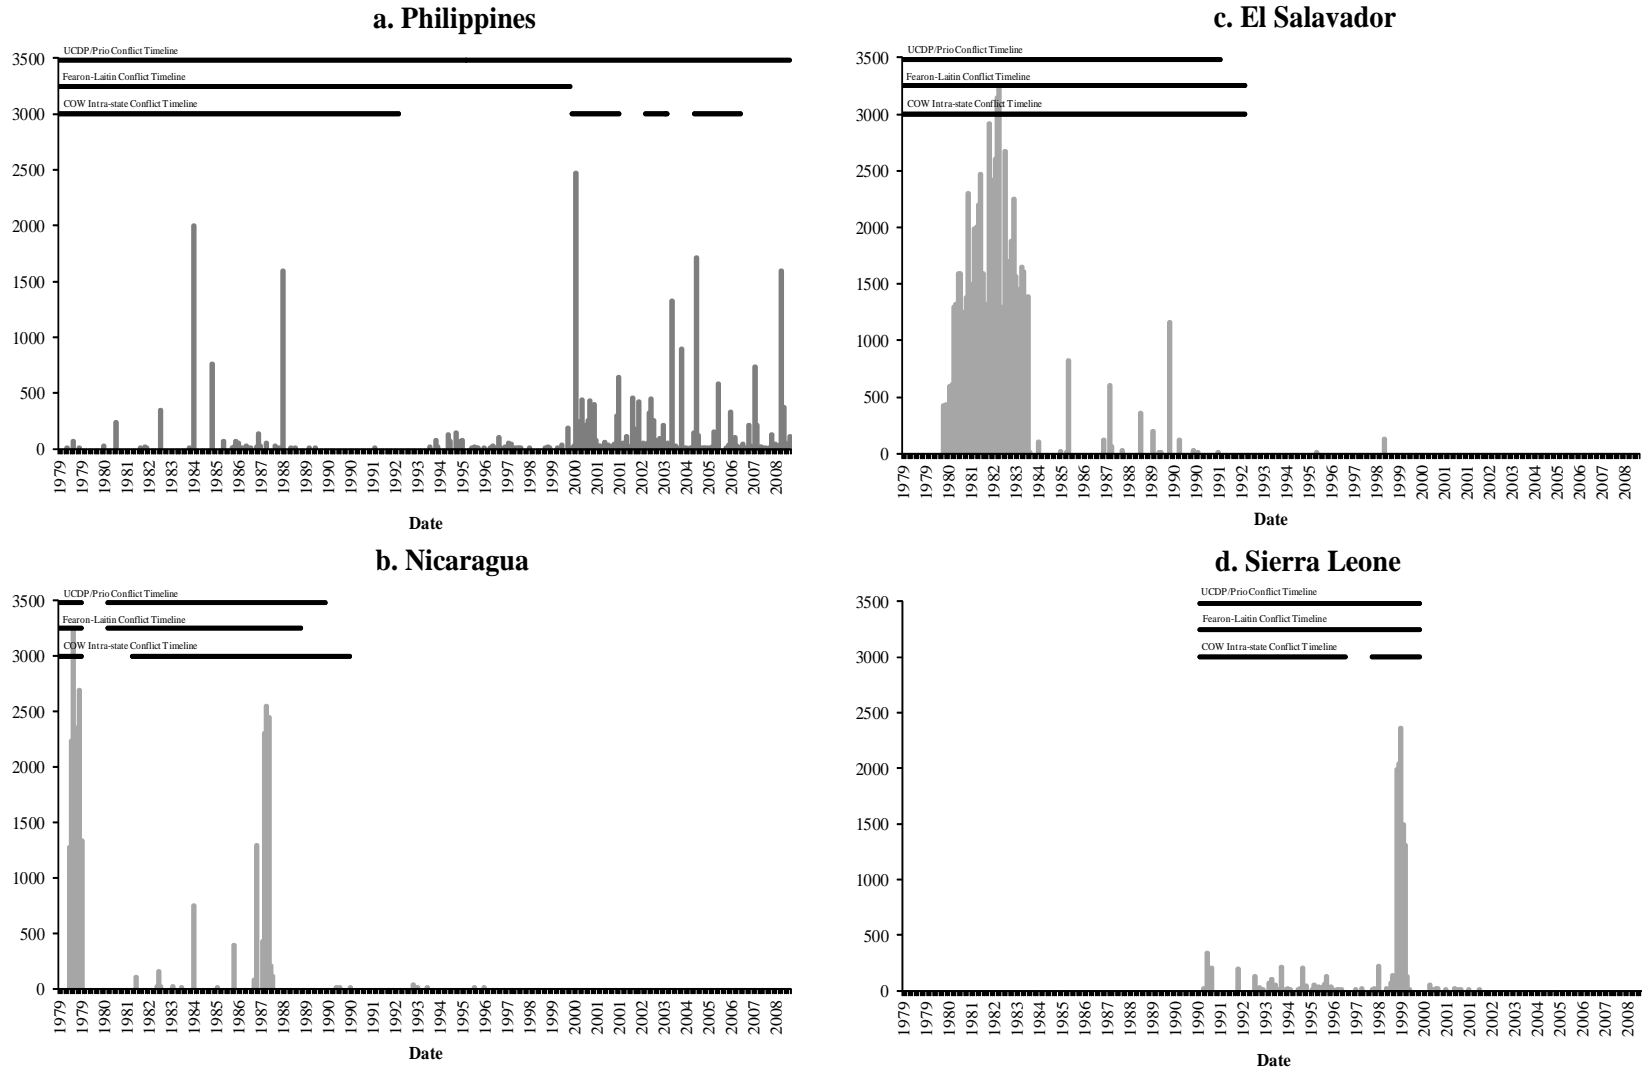 a. Philippines
UCDP/Prio Conflict Timeline
3500
Fearon-Laitin Conflict Timeline
COW Intra-state Conflict Timeline
3000
2500
2000
1500
1000
500
0
1979 1979 1980 1981 1982 1983 1984 1985 1986 1987 1988 1989 1990 1991 1992 1993 1994 1995 1996 1997 1998 1999 2000 2001 2001 2002 2003 2004 2005 2006 2007 2008
Date
b. Nicaragua
UCDP/Prio Conflict Timeline
3500
Fearon-Laitin Conflict Timeline
COW Intra-state Conflict Timeline
3000
2500
2000
1500
1000
500
0
1979 1979 1980 1981 1982 1983 1984 1985 1986 1987 1988 1989 1990 1991 1992 1993 1994 1995 1996 1997 1998 1999 2000 2001 2001 2002 2003 2004 2005 2006 2007 2008
Date
c. El Salavador
UCDP/Prio Conflict Timeline
3500
Fearon-Laitin Conflict Timeline
COW Intra-state Conflict Timeline
3000
2500
2000
1500
1000
500
0
1979 1979 1980 1981 1982 1983 1984 1985 1986 1987 1988 1989 1990 1991 1992 1993 1994 1995 1996 1997 1998 1999 2000 2001 2002 2002 2003 2004 2005 2006 2007 2008
Date
d. Sierra Leone
UCDP/Prio Conflict Timeline
3500
Fearon-Laitin Conflict Timeline
COW Intra-state Conflict Timeline
3000
2500
2000
1500
1000
500
0
1979 1979 1980 1981 1982 1983 1984 1985 1986 1987 1988 1989 1990 1991 1992 1993 1994 1995 1996 1997 1998 1999 2000 2001 2001 2002 2003 2004 2005 2006 2007 2008
Date